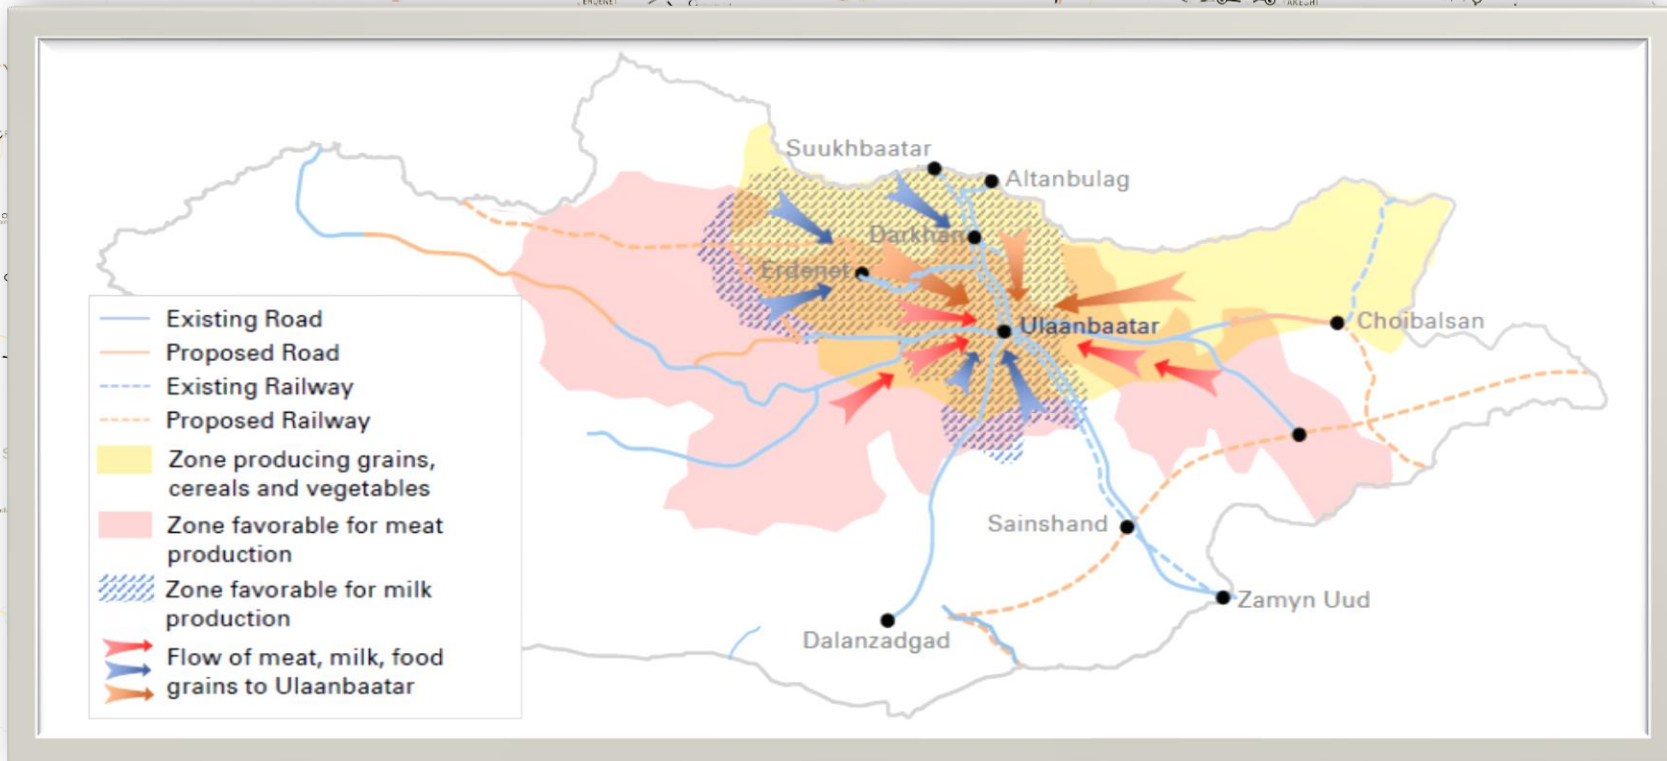 Suukhbaatar
Altanbulag
Darkhan
Erdenet
Ulaanbaatar
Choibalsan
Sainshand
Zamyn Uud
Dalanzadgad
Existing Road
Proposed Road
Existing Railway
Proposed Railway
Zone producing grains,
cereals and vegetables
Zone favorable for meat
production
Zone favorable for milk
production
Flow of meat, milk, food
grains to Ulaanbaatar